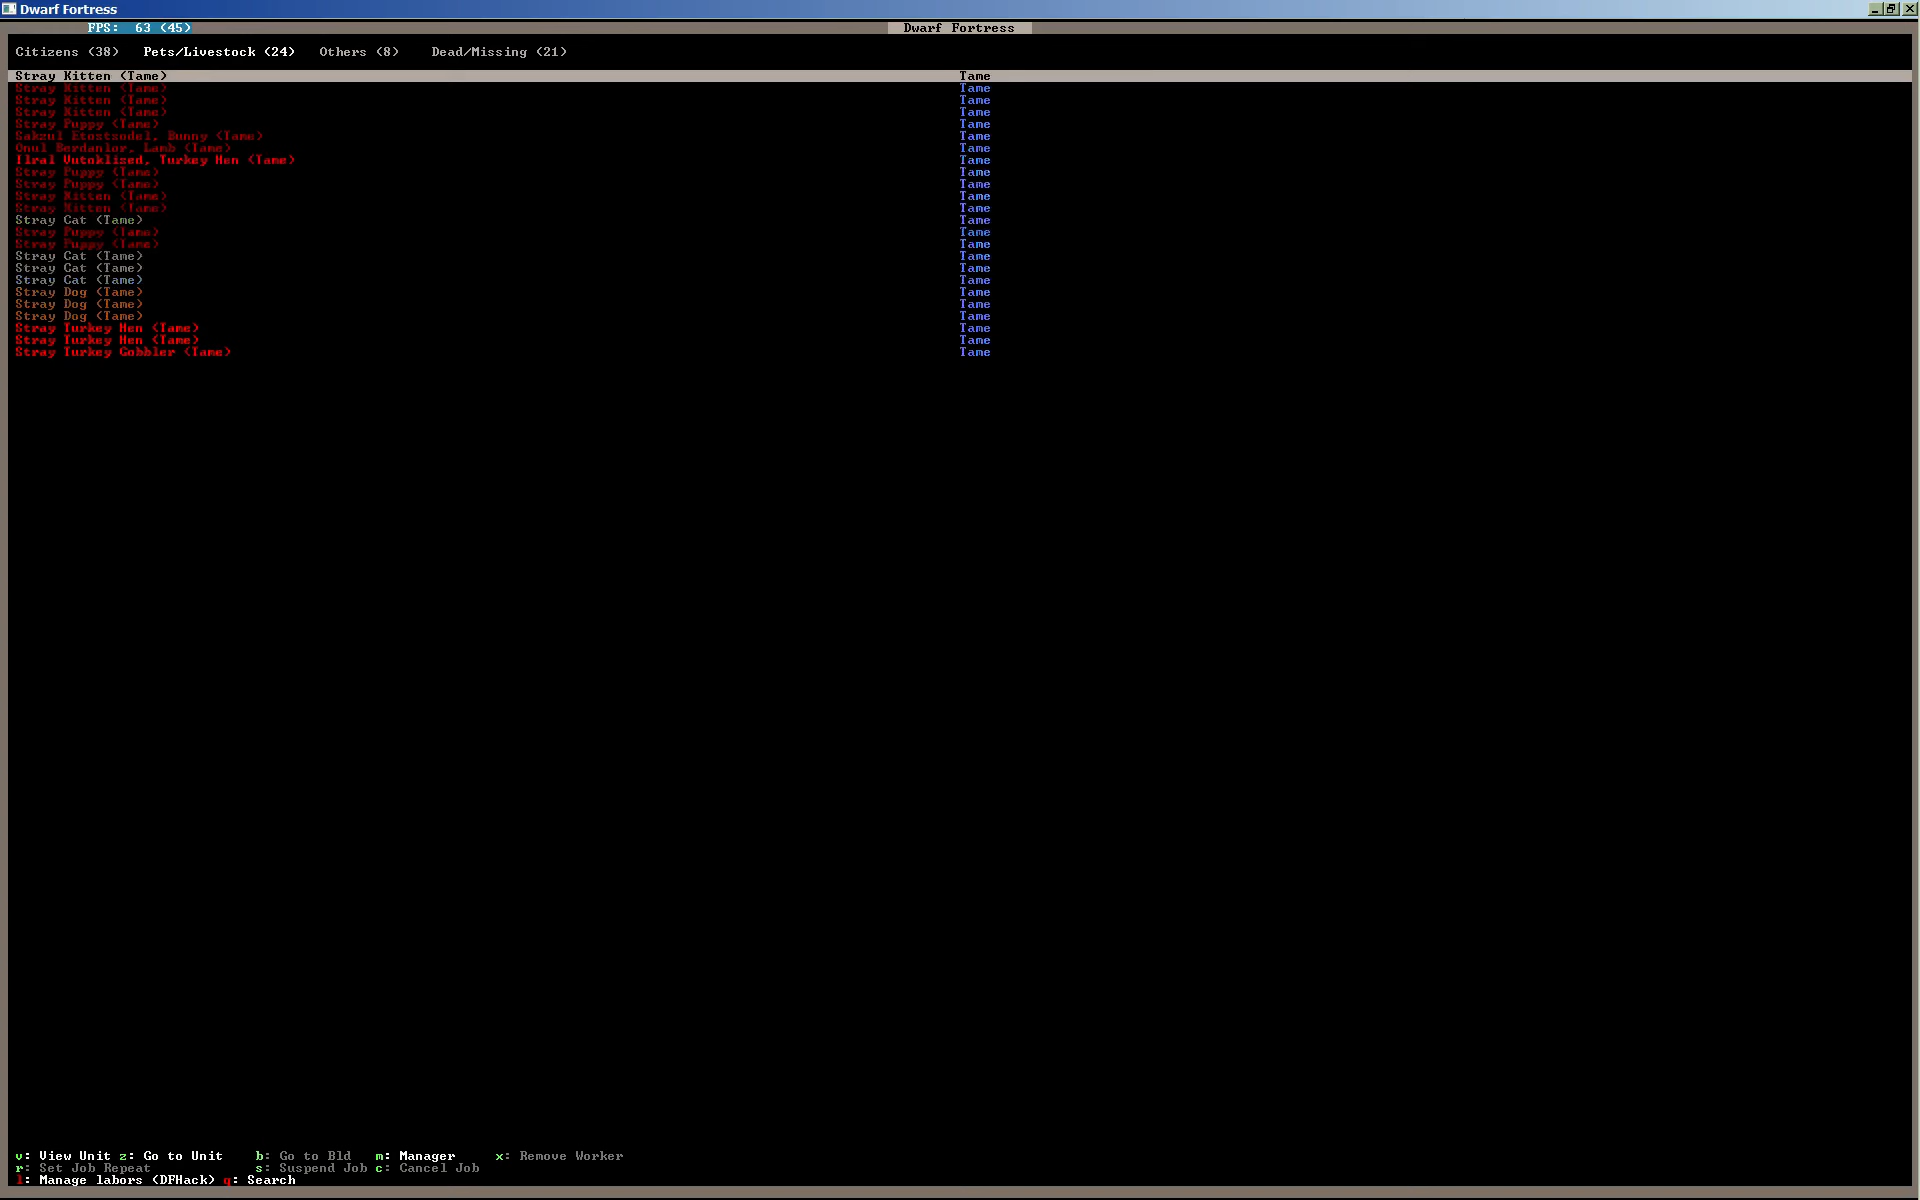 Dwarf Fortress
FPS: 63 (45) Dwarf Fortress
Citizens (38) Pets/Livestock (24) Others (8) Dead/Missing (21)
Stray Kitten (Tame) Tame
Stray Kitten (Tame) Tame
Stray Kitten (Tame) Tame
Stray Kitten (Tame) Tame
Stray Puppy (Tame) Tame
Bunny (Tame) Tame
Lamb (Tame) Tame
Turkey Hen (Tame) Tame
Stray Puppy (Tame) Tame
Stray Puppy (Tame) Tame
Stray Kitten (Tame) Tame
Stray Kitten (Tame) Tame
Stray Cat (Tame) Tame
Stray Puppy (Tame) Tame
Stray Puppy (Tame) Tame
Stray Cat (Tame) Tame
Stray Cat (Tame) Tame
Stray Cat (Tame) Tame
Stray Dog (Tame) Tame
Stray Dog (Tame) Tame
Stray Dog (Tame) Tame
Stray Turkey Hen (Tame) Tame
Stray Turkey Hen (Tame) Tame
Stray Turkey Gobbler (Tame) Tame
v: View Unit z: Go to Unit b: Go to Bld m: Manager x: Remove Worker
r: Set Job Repeat s: Suspend Job c: Cancel Job
l: Manage labors (DFHack) q: Search